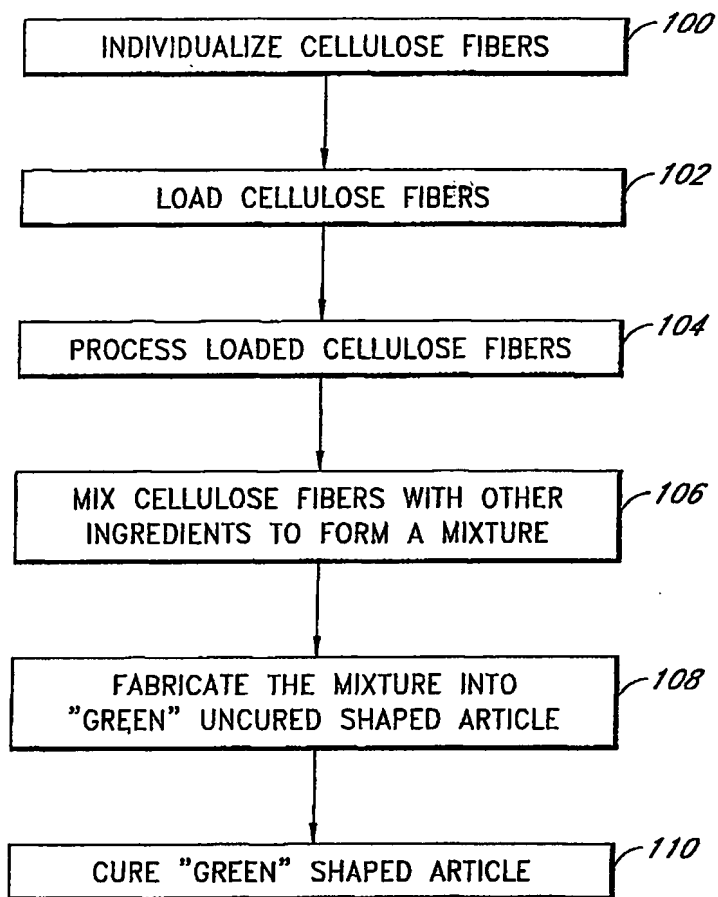 INDIVIDUALIZE CELLULOSE FIBERS
100
LOAD CELLULOSE FIBERS
102
PROCESS LOADED CELLULOSE FIBERS
104
MIX CELLULOSE FIBERS WITH OTHER
INGREDIENTS TO FORM A MIXTURE
106
FABRICATE THE MIXTURE INTO
"GREEN" UNCURED SHAPED ARTICLE
108
CURE "GREEN" SHAPED ARTICLE
110